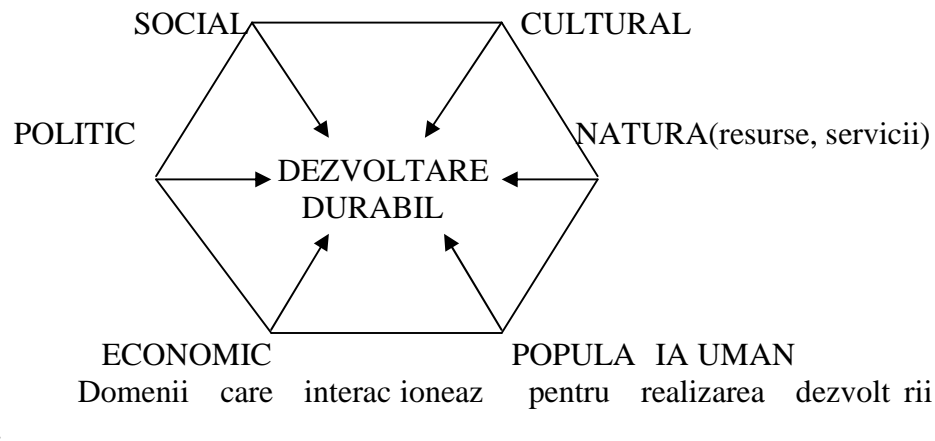 SOCIAL CULTURAL
POLITIC NATURA(resurse, servicii)
DEZVOLTARE
DURABIL
ECONOMIC POPULA IA UMAN
Domenii care interac ioneaz pentru realizarea dezvolt rii